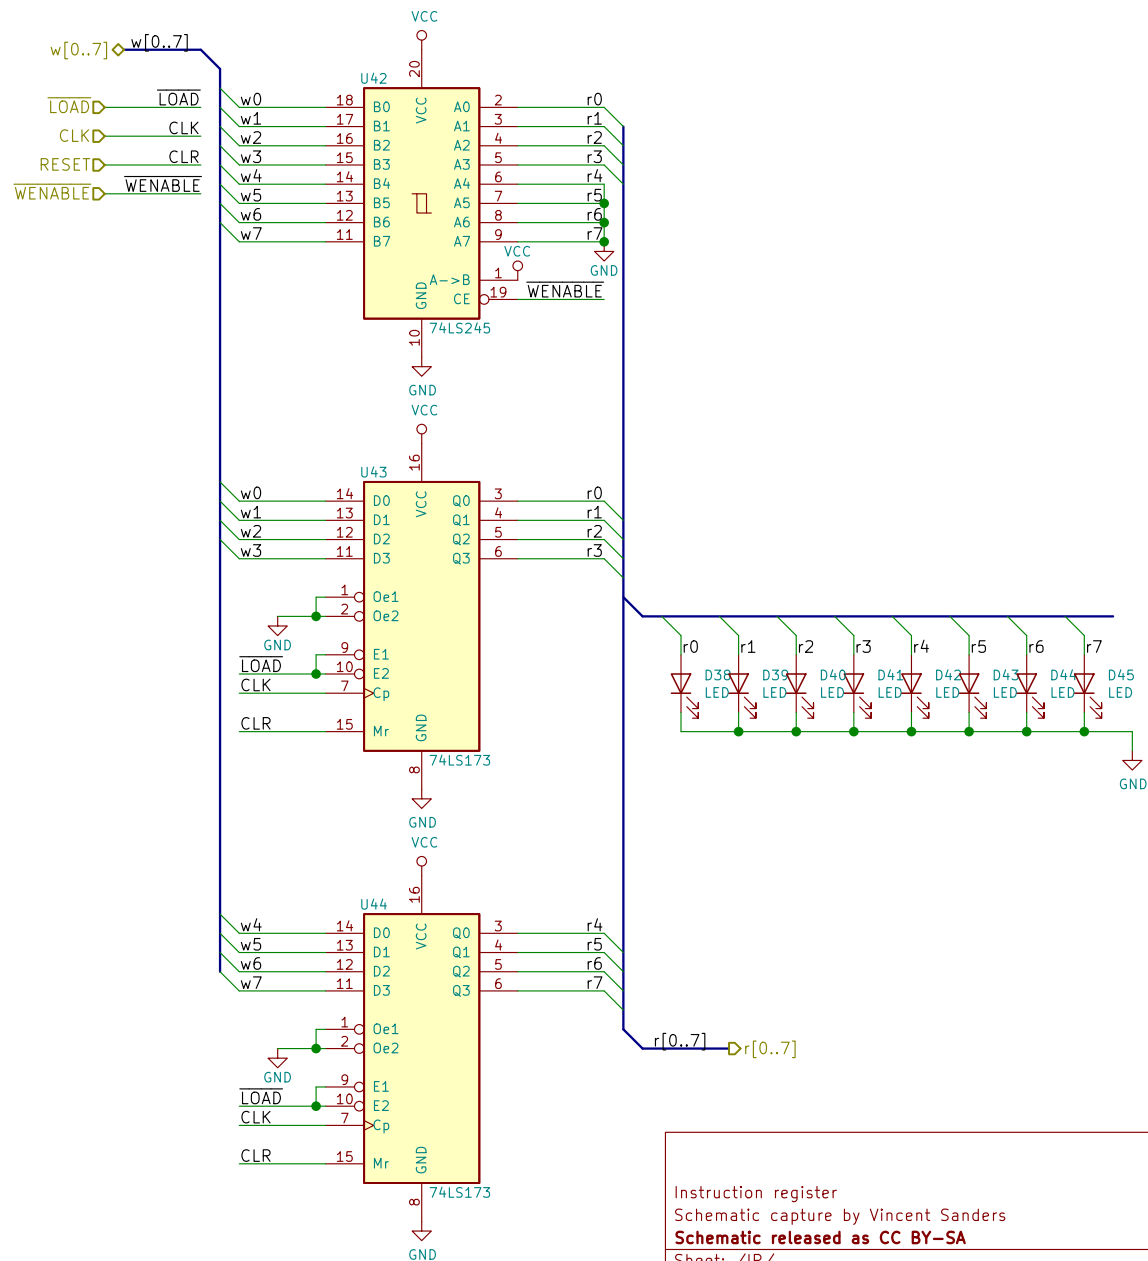 VCC
w[0..7] w[0..7]
20
U42
LOAD LOAD
CLK CLK
RESET CLR
WENABLE WENABLE
VCC
w0 18 B0 A0 2 r0
w1 17 B1 A1 3 r1
w2 16 B2 A2 4 r2
w3 15 B3 A3 5 r3
w4 14 B4 A4 6 r4
w5 13 B5 A5 7 r5
w6 12 B6 A6 8 r6
w7 11 B7 A7 9 r7
VCC
GND
A->B 1
CE 19 WENABLE
GND
74LS245
10
GND
VCC
16
U43
VCC
w0 14 D0 Q0 3 r0
w1 13 D1 Q1 4 r1
w2 12 D2 Q2 5 r2
w3 11 D3 Q3 6 r3
1 Oe1
2 Oe2
GND
9 E1
LOAD 10 E2
CLK 7 Cp
CLR 15 Mr
GND
74LS173
8
GND
r0 r1 r2 r3 r4 r5 r6 r7
D38 D39 D40 D41 D42 D43 D44 D45
LED LED LED LED LED LED LED LED
GND
VCC
16
U44
VCC
w4 14 D0 Q0 3 r4
w5 13 D1 Q1 4 r5
w6 12 D2 Q2 5 r6
w7 11 D3 Q3 6 r7
1 Oe1
2 Oe2
GND
r[0..7] r[0..7]
9 E1
LOAD 10 E2
CLK 7 Cp
CLR 15 Mr
GND
74LS173
8
GND
Instruction register
Schematic capture by Vincent Sanders
Schematic released as CC BY-SA
Sheet: /IR/